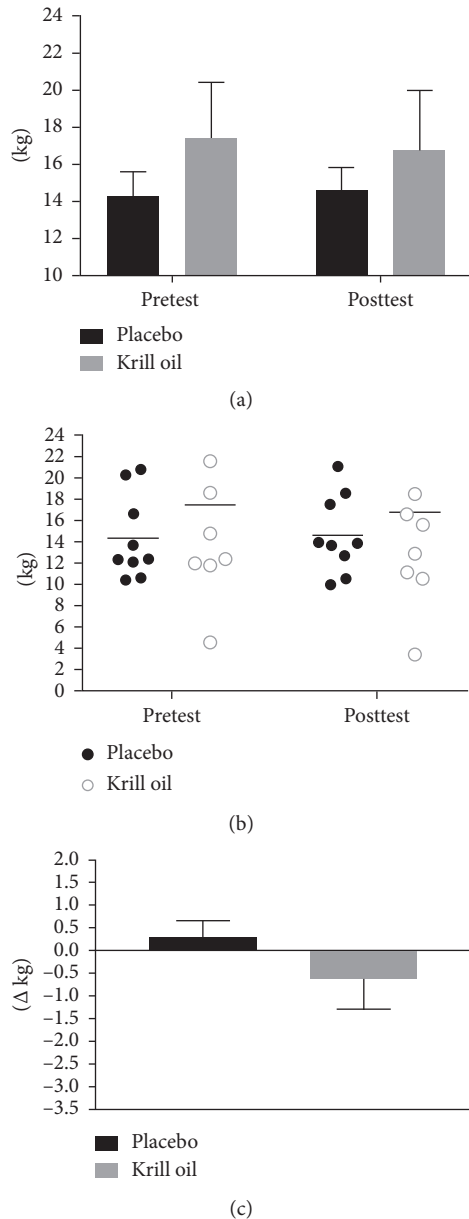 24
22
20
18
16
14
12
10
(kg)
Pretest
Posttest
Placebo
Krill oil
(a)
24
22
20
18
16
14
12
10
8
6
4
2
0
(kg)
Pretest
Posttest
Placebo
Krill oil
(b)
2.0
1.5
1.0
0.5
0.0
–0.5
–1.0
–1.5
–2.0
–2.5
–3.0
–3.5
(Δ kg)
Placebo
Krill oil
(c)